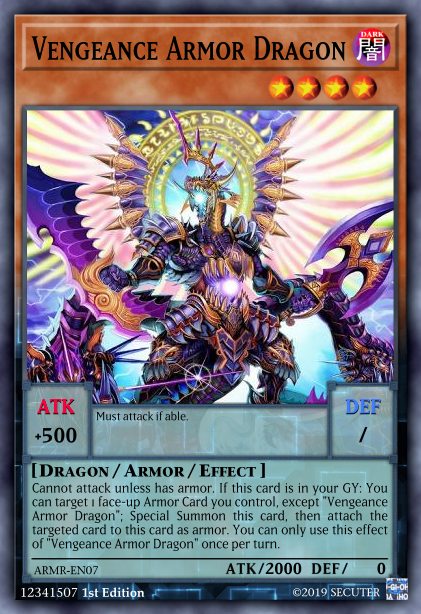 VENGEANCE ARMOR DRAGON
DARK
闇
ATK
+500
Must attack if able.
DEF
/
[ DRAGON / ARMOR / EFFECT ]
Cannot attack unless has armor. If this card is in your GY: You
can target 1 face-up Armor Card you control, except "Vengeance
Armor Dragon"; Special Summon this card, then attach the
targeted card to this card as armor. You can only use this effect
of "Vengeance Armor Dragon" once per turn.
ARMR-EN07
ATK/2000 DEF/ 0
12341507 1st Edition
©2019 SECUTER